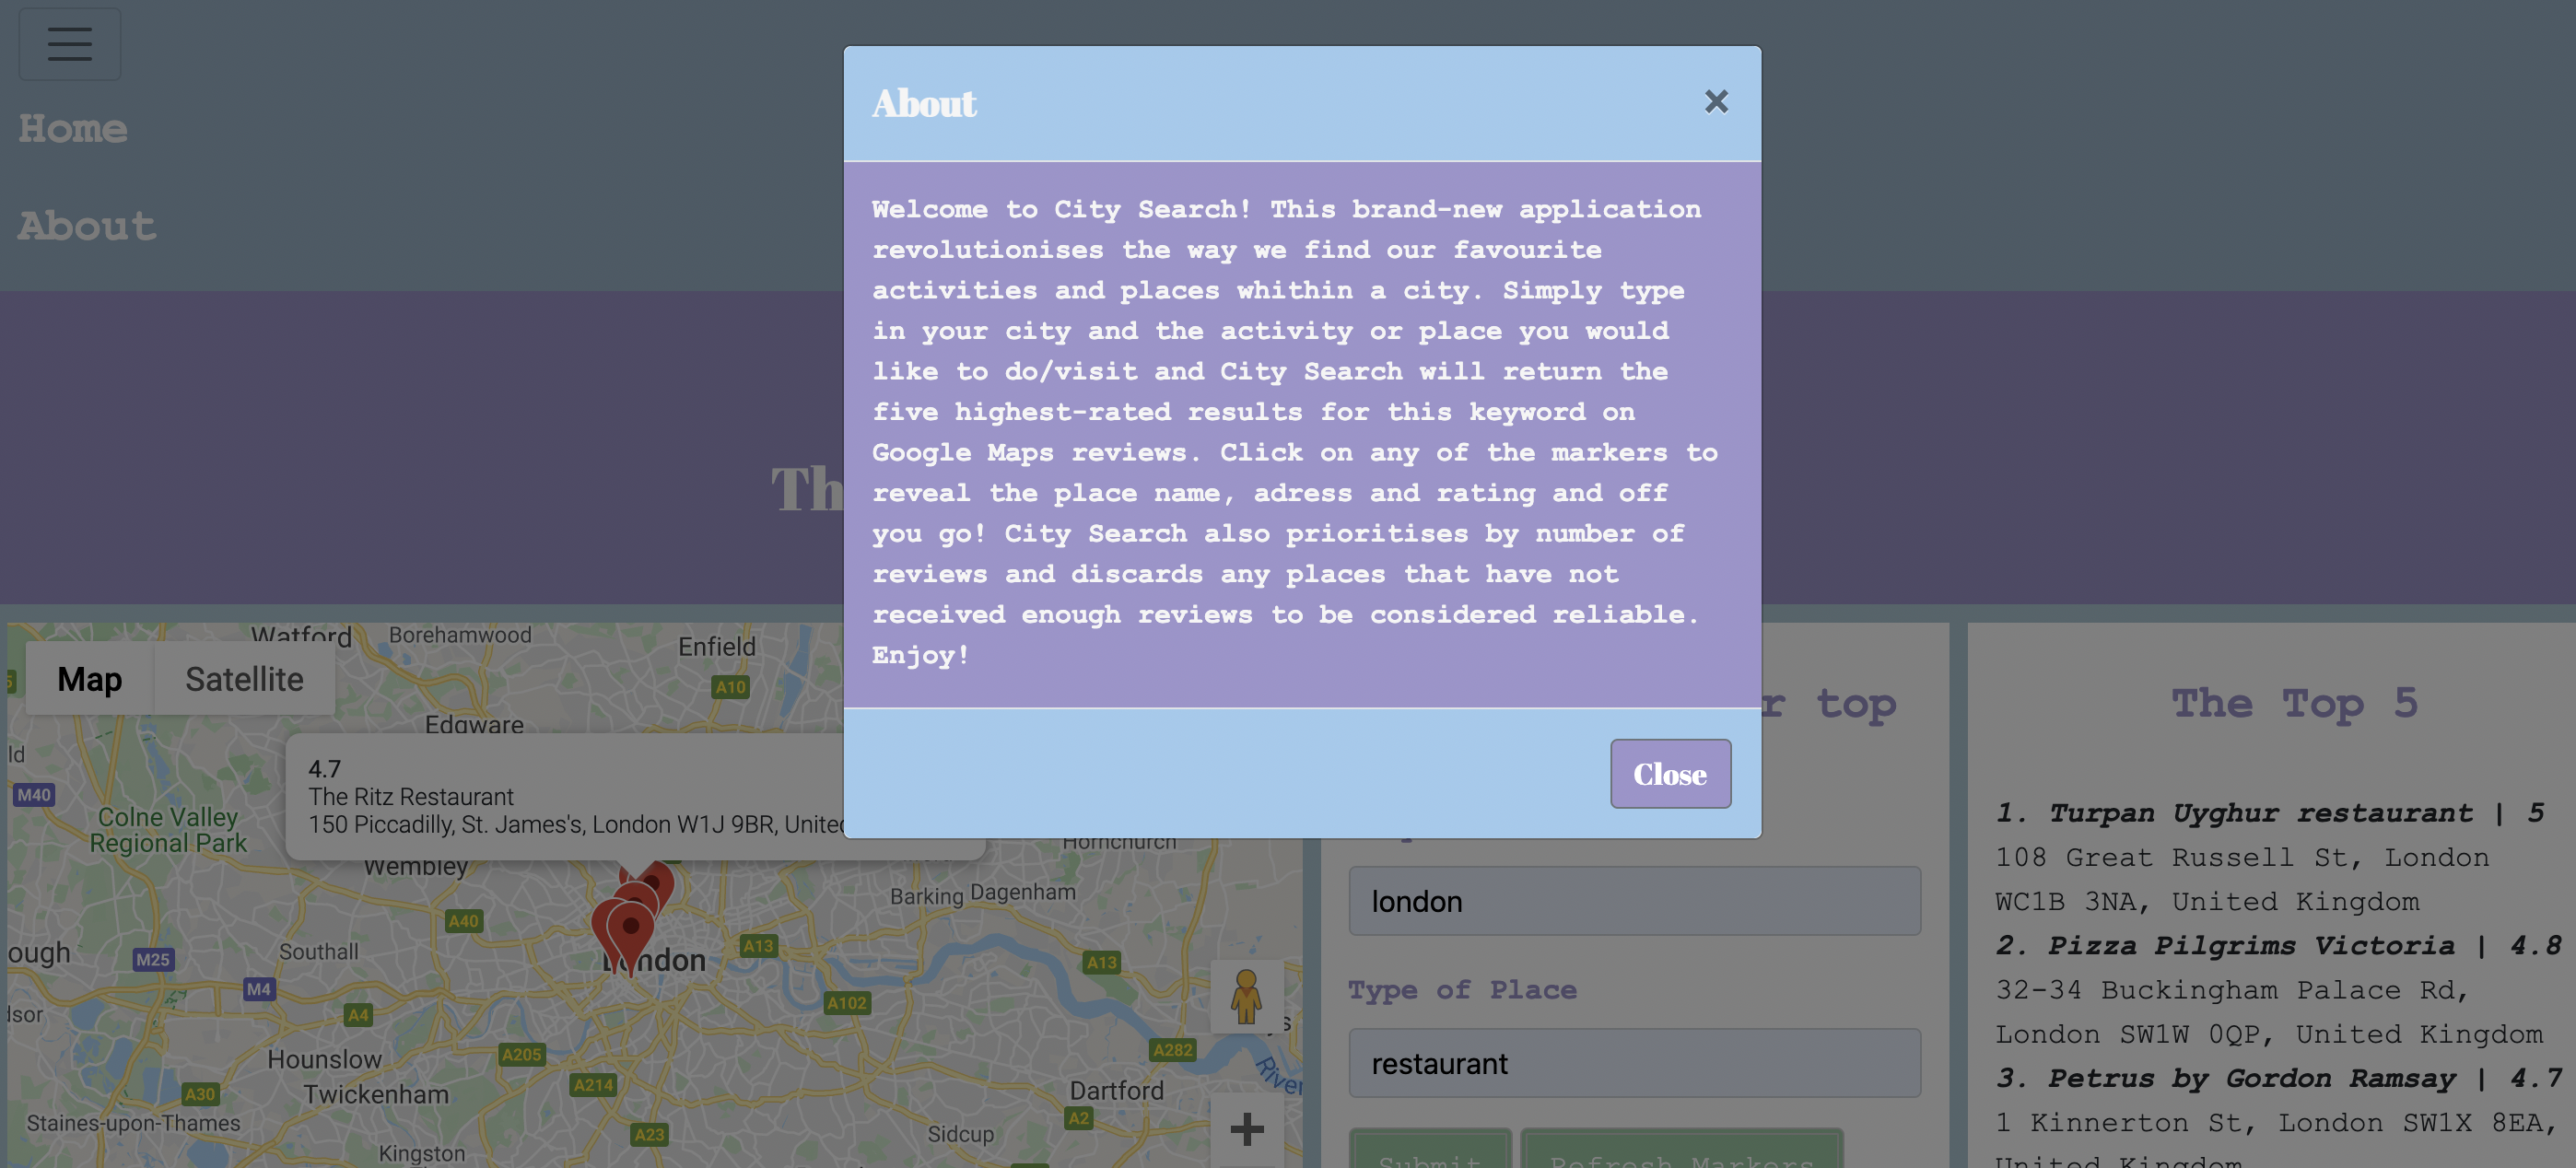 Home
About
About
×
Welcome to City Search! This brand-new application
revolutionises the way we find our favourite
activities and places whithin a city. Simply type
in your city and the activity or place you would
like to do/visit and City Search will return the
five highest-rated results for this keyword on
Google Maps reviews. Click on any of the markers to
reveal the place name, adress and rating and off
you go! City Search also prioritises by number of
reviews and discards any places that have not
received enough reviews to be considered reliable.
Enjoy!
Close
Th
Map
Satellite
Watford
Borehamwood
Enfield
A10
Edgware
M40
Colne Valley
Regional Park
4.7
The Ritz Restaurant
150 Piccadilly, St. James's, London W1J 9BR,
Wembley
Hornchurch
Barking
Dagenham
A40
Southall
M25
London
A13
A13
M4
A4
A102
Hounslow
A205
A282
Twickenham
A214
A30
Dartford
Staines-upon-Thames
A2
A23
Sidcup
Kingston
River
top
london
Type of Place
restaurant
Submit
Refresh Markers
The Top 5
1. Turpan Uyghur restaurant | 5
108 Great Russell St, London
WC1B 3NA, United Kingdom
2. Pizza Pilgrims Victoria | 4.8
32-34 Buckingham Palace Rd,
London SW1W 0QP, United Kingdom
3. Petrus by Gordon Ramsay | 4.7
1 Kinnerton St, London SW1X 8EA,
United Kingdom